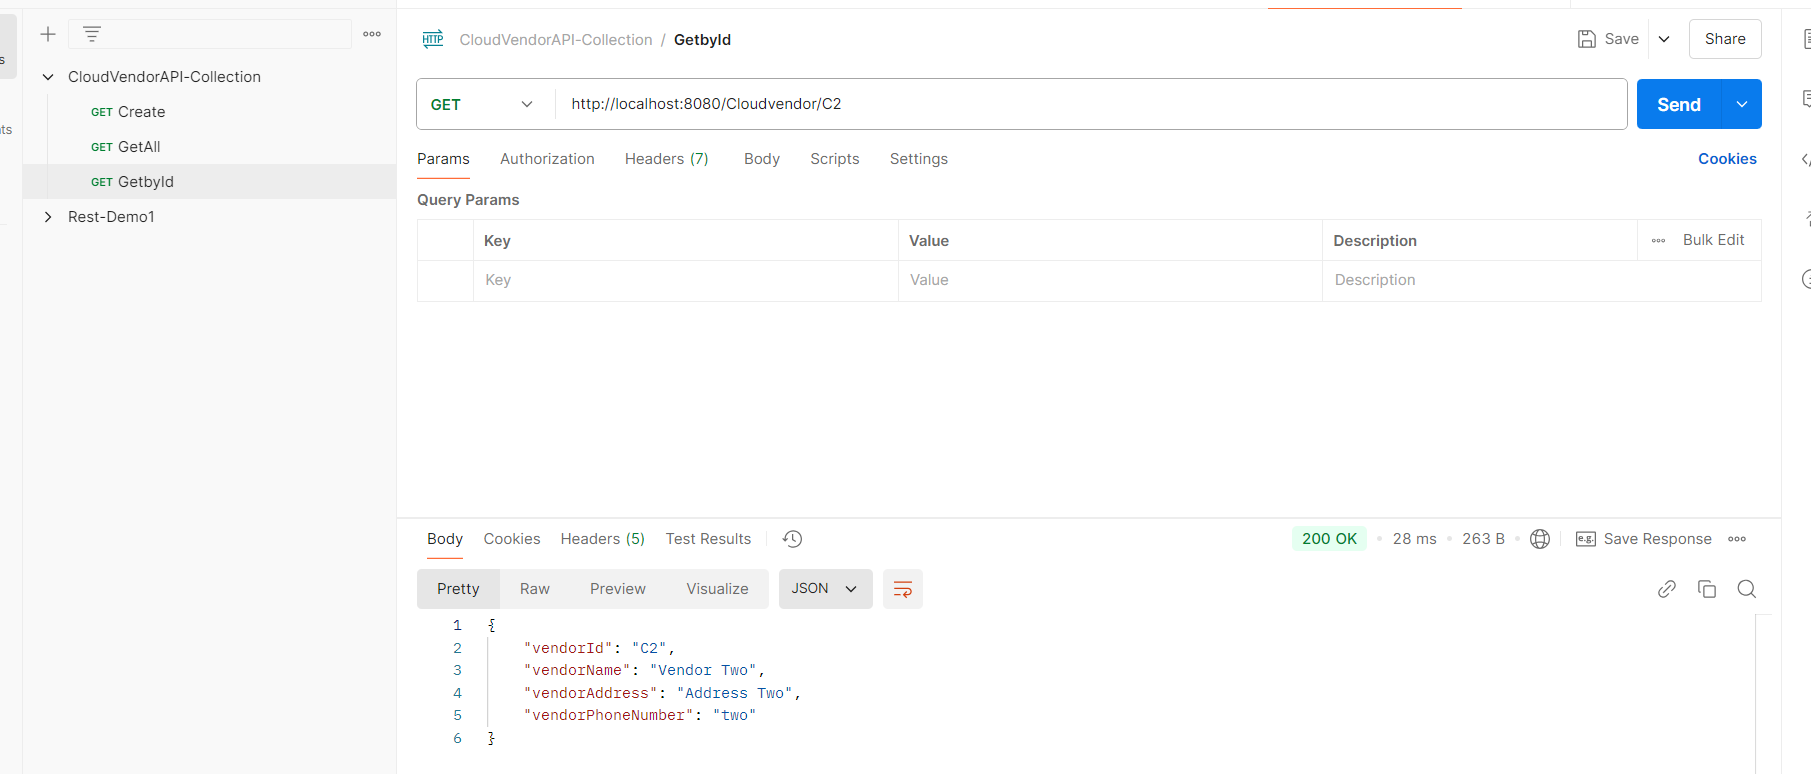 CloudVendorAPI-Collection / GetbyId
Save
Share
CloudVendorAPI-Collection
GET Create
GET GetAll
GET GetbyId
Rest-Demo1
s
ts
GET http://localhost:8080/Cloudvendor/C2
Send
Params Authorization Headers (7) Body Scripts Settings
Cookies
Query Params
Key Value Description Bulk Edit
Key Value Description
Body Cookies Headers (5) Test Results
200 OK • 28 ms • 263 B • e.g. Save Response
Pretty Raw Preview Visualize JSON
1 {
2 "vendorId": "C2",
3 "vendorName": "Vendor Two",
4 "vendorAddress": "Address Two",
5 "vendorPhoneNumber": "two"
6 }